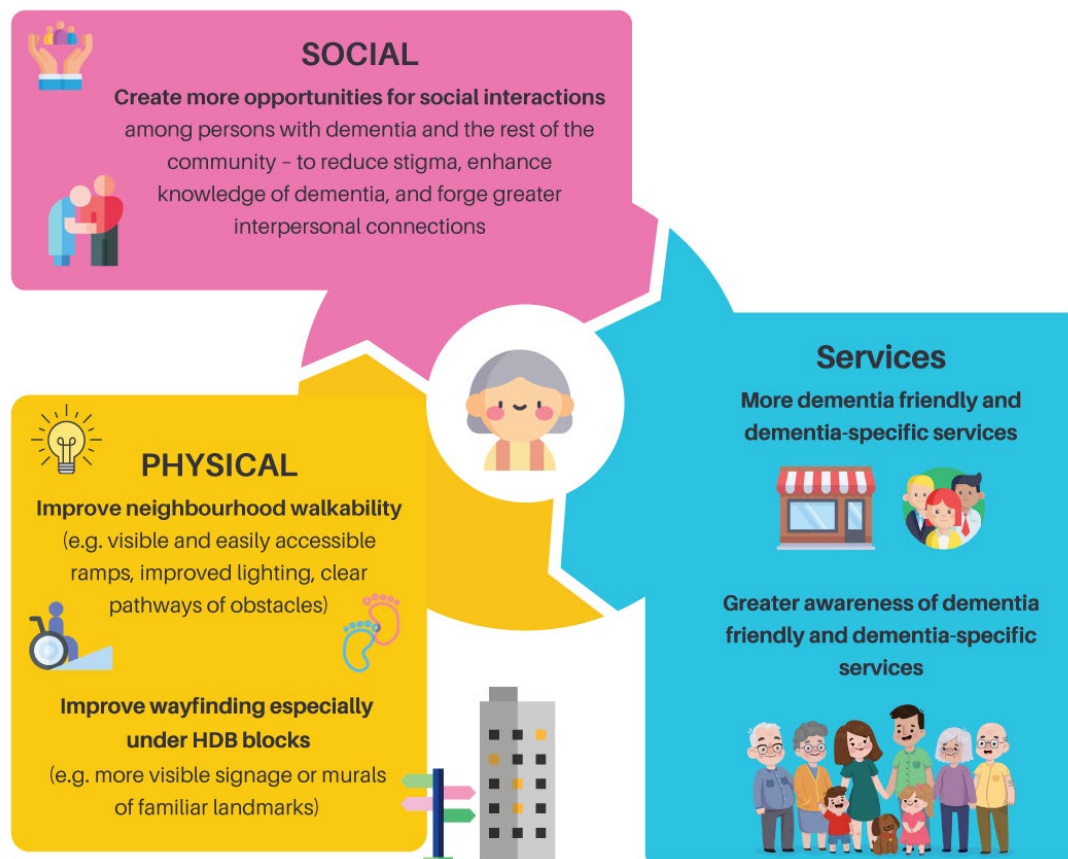 SOCIAL
Create more opportunities for social interactions
among persons with dementia and the rest of the
community – to reduce stigma, enhance
knowledge of dementia, and forge greater
interpersonal connections
PHYSICAL
Improve neighbourhood walkability
(e.g. visible and easily accessible
ramps, improved lighting, clear
pathways of obstacles)
Improve wayfinding especially
under HDB blocks
(e.g. more visible signage or murals
of familiar landmarks)
Services
More dementia friendly and
dementia-specific services
Greater awareness of dementia
friendly and dementia-specific
services